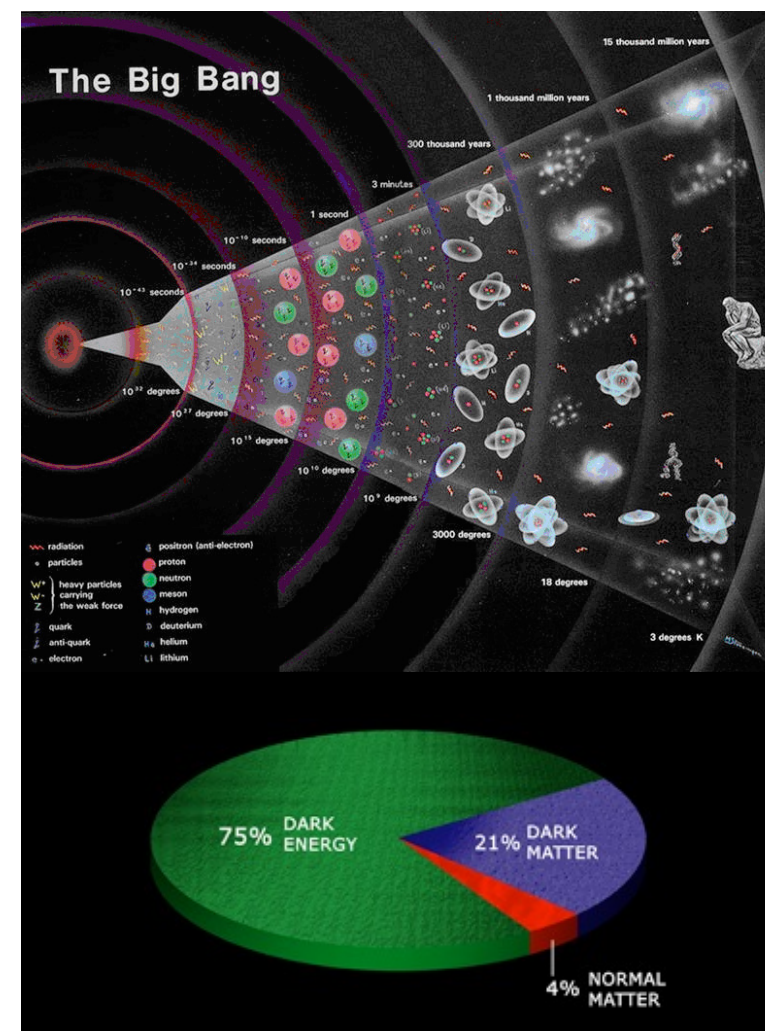 The Big Bang
15 thousand million years
1 thousand million years
300 thousand years
3 minutes
1 second
10⁻¹⁰ seconds
10⁻³⁴ seconds
10⁻⁴³ seconds
10³² degrees
10²⁷ degrees
10¹⁵ degrees
10¹⁰ degrees
10⁹ degrees
3000 degrees
18 degrees
3 degrees K
radiation
particles
W⁺
W⁻
Z
heavy particles
carrying
the weak force
quark
anti-quark
e⁻ electron
positron (anti-electron)
proton
neutron
meson
H hydrogen
D deuterium
He helium
Li lithium
75% DARK
ENERGY
21% DARK
MATTER
4% NORMAL
MATTER